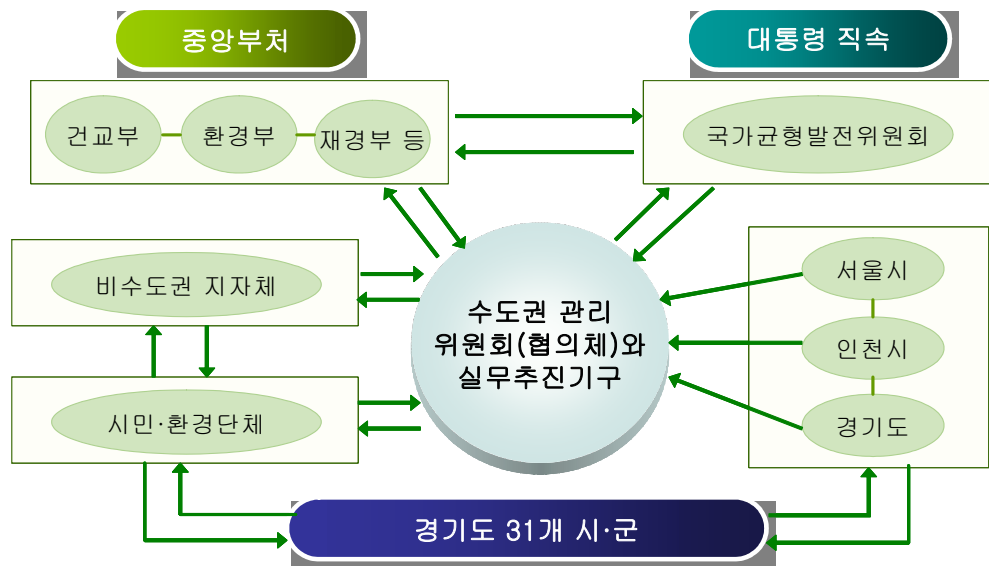 중앙부처
대통령 직속
건교부
환경부
재경부 등
국가균형발전위원회
비수도권 지자체
시민·환경단체
수도권 관리
위원회(협의체)와
실무추진기구
서울시
인천시
경기도
경기도 31개 시·군